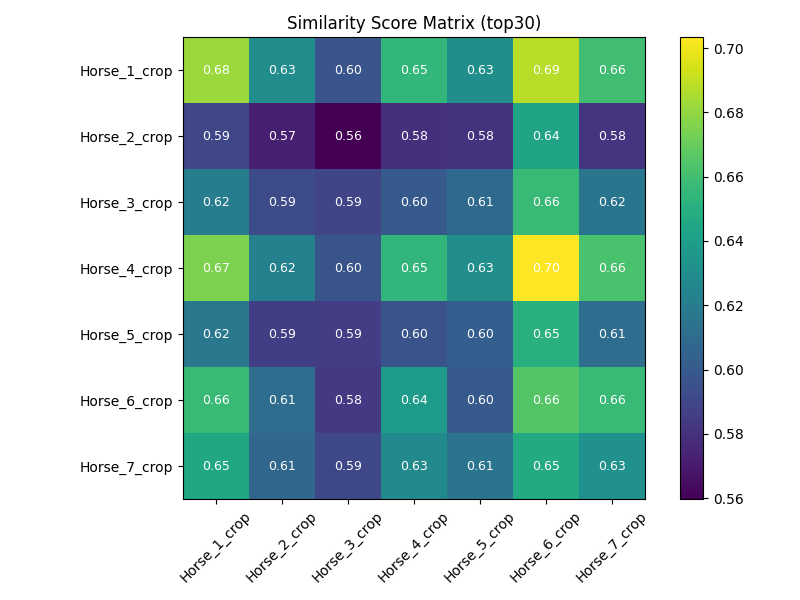 Similarity Score Matrix (top30)
Horse_1_crop 0.68 0.63 0.60 0.65 0.63 0.69 0.66
Horse_2_crop 0.59 0.57 0.56 0.58 0.58 0.64 0.58
Horse_3_crop 0.62 0.59 0.59 0.60 0.61 0.66 0.62
Horse_4_crop 0.67 0.62 0.60 0.65 0.63 0.70 0.66
Horse_5_crop 0.62 0.59 0.59 0.60 0.60 0.65 0.61
Horse_6_crop 0.66 0.61 0.58 0.64 0.60 0.66 0.66
Horse_7_crop 0.65 0.61 0.59 0.63 0.61 0.65 0.63
Horse_1_crop Horse_2_crop Horse_3_crop Horse_4_crop Horse_5_crop Horse_6_crop Horse_7_crop
0.70
0.68
0.66
0.64
0.62
0.60
0.58
0.56